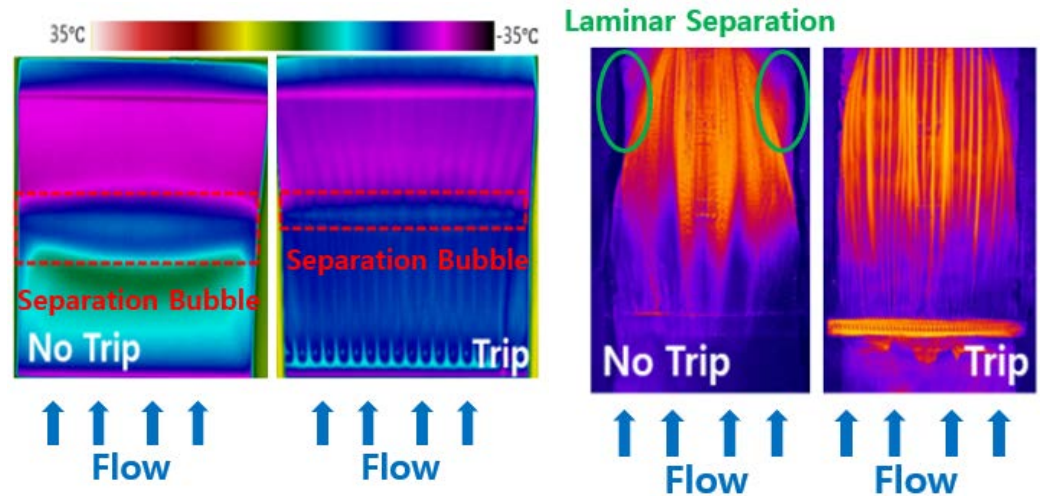 35℃
-35℃
Laminar Separation
Separation Bubble
Separation Bubble
No Trip
Trip
No Trip
Trip
Flow
Flow
Flow
Flow